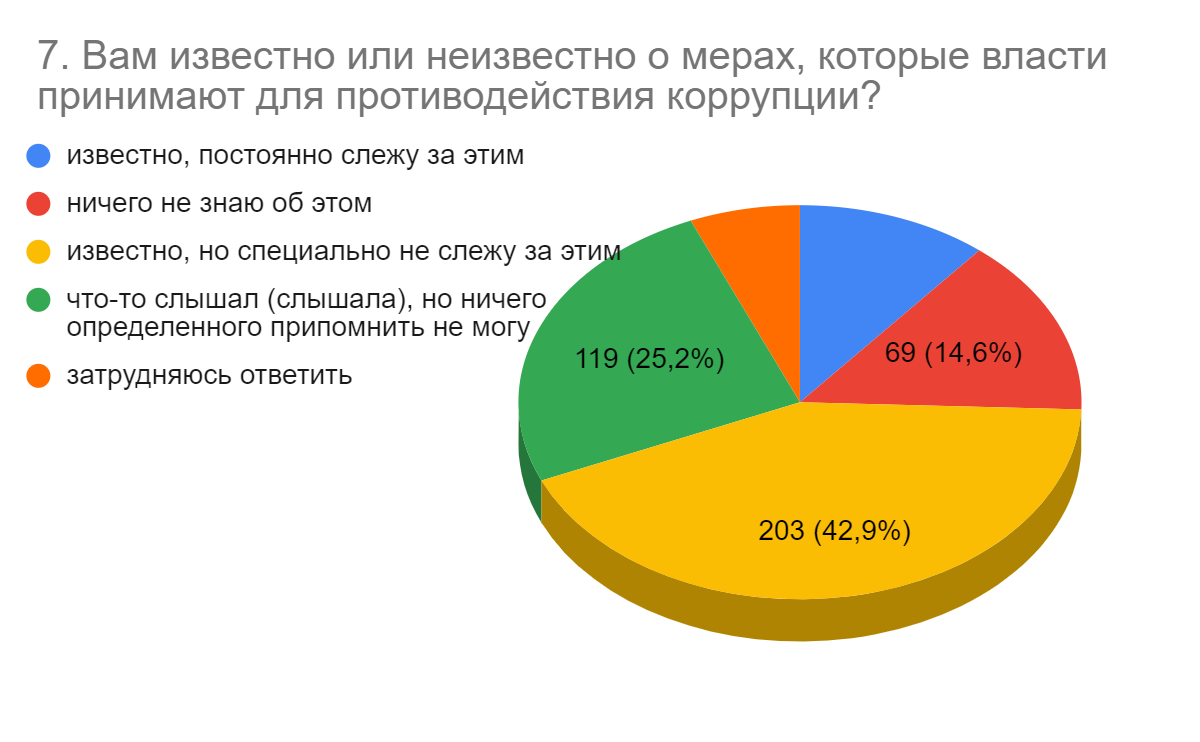 7. Вам известно или неизвестно о мерах, которые власти
принимают для противодействия коррупции?
известно, постоянно слежу за этим
ничего не знаю об этом
известно, но специально не слежу за этим
что-то слышал (слышала), но ничего
определенного припомнить не могу
затрудняюсь ответить
69 (14,6%)
119 (25,2%)
203 (42,9%)